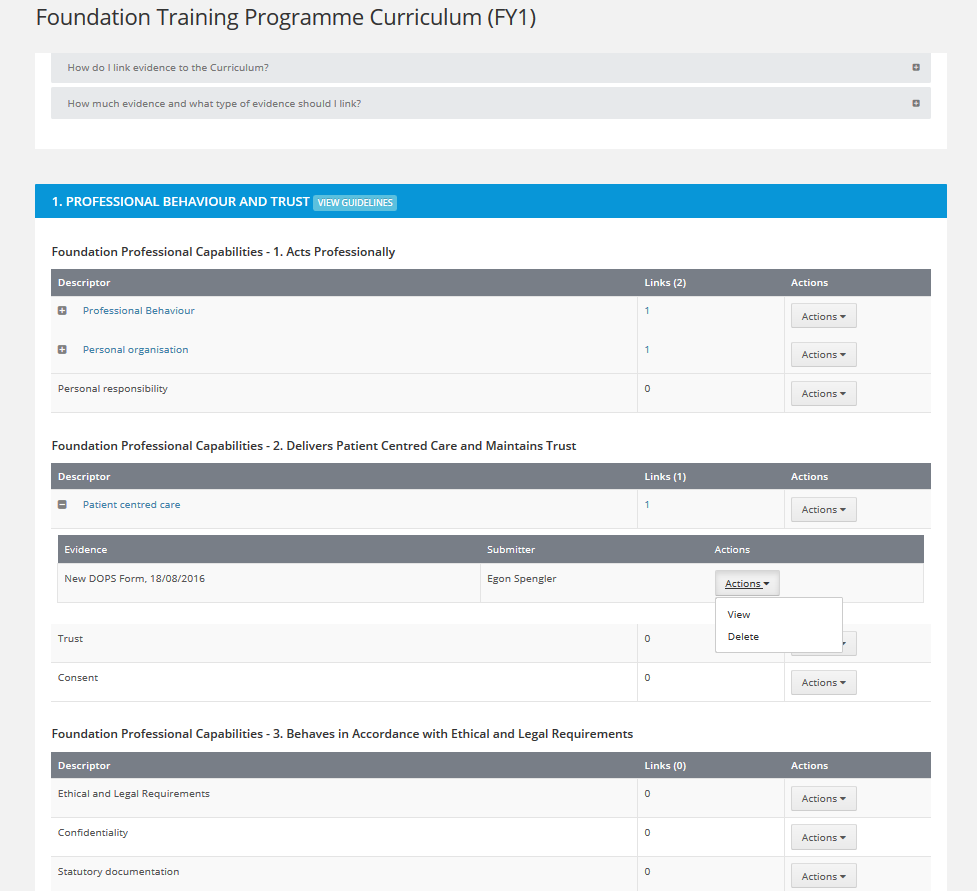 Foundation Training Programme Curriculum (FY1)
How do I link evidence to the Curriculum?
How much evidence and what type of evidence should I link?
1. PROFESSIONAL BEHAVIOUR AND TRUST VIEW GUIDELINES
Foundation Professional Capabilities - 1. Acts Professionally
Descriptor Links (2) Actions
Professional Behaviour 1 Actions
Personal organisation 1 Actions
Personal responsibility 0 Actions
Foundation Professional Capabilities - 2. Delivers Patient Centred Care and Maintains Trust
Descriptor Links (1) Actions
Patient centred care 1 Actions
Evidence Submitter Actions
New DOPS Form, 18/08/2016 Egon Spengler Actions
View
Trust 0
Delete
Consent 0 Actions
Foundation Professional Capabilities - 3. Behaves in Accordance with Ethical and Legal Requirements
Descriptor Links (0) Actions
Ethical and Legal Requirements 0 Actions
Confidentiality 0 Actions
Statutory documentation 0 Actions